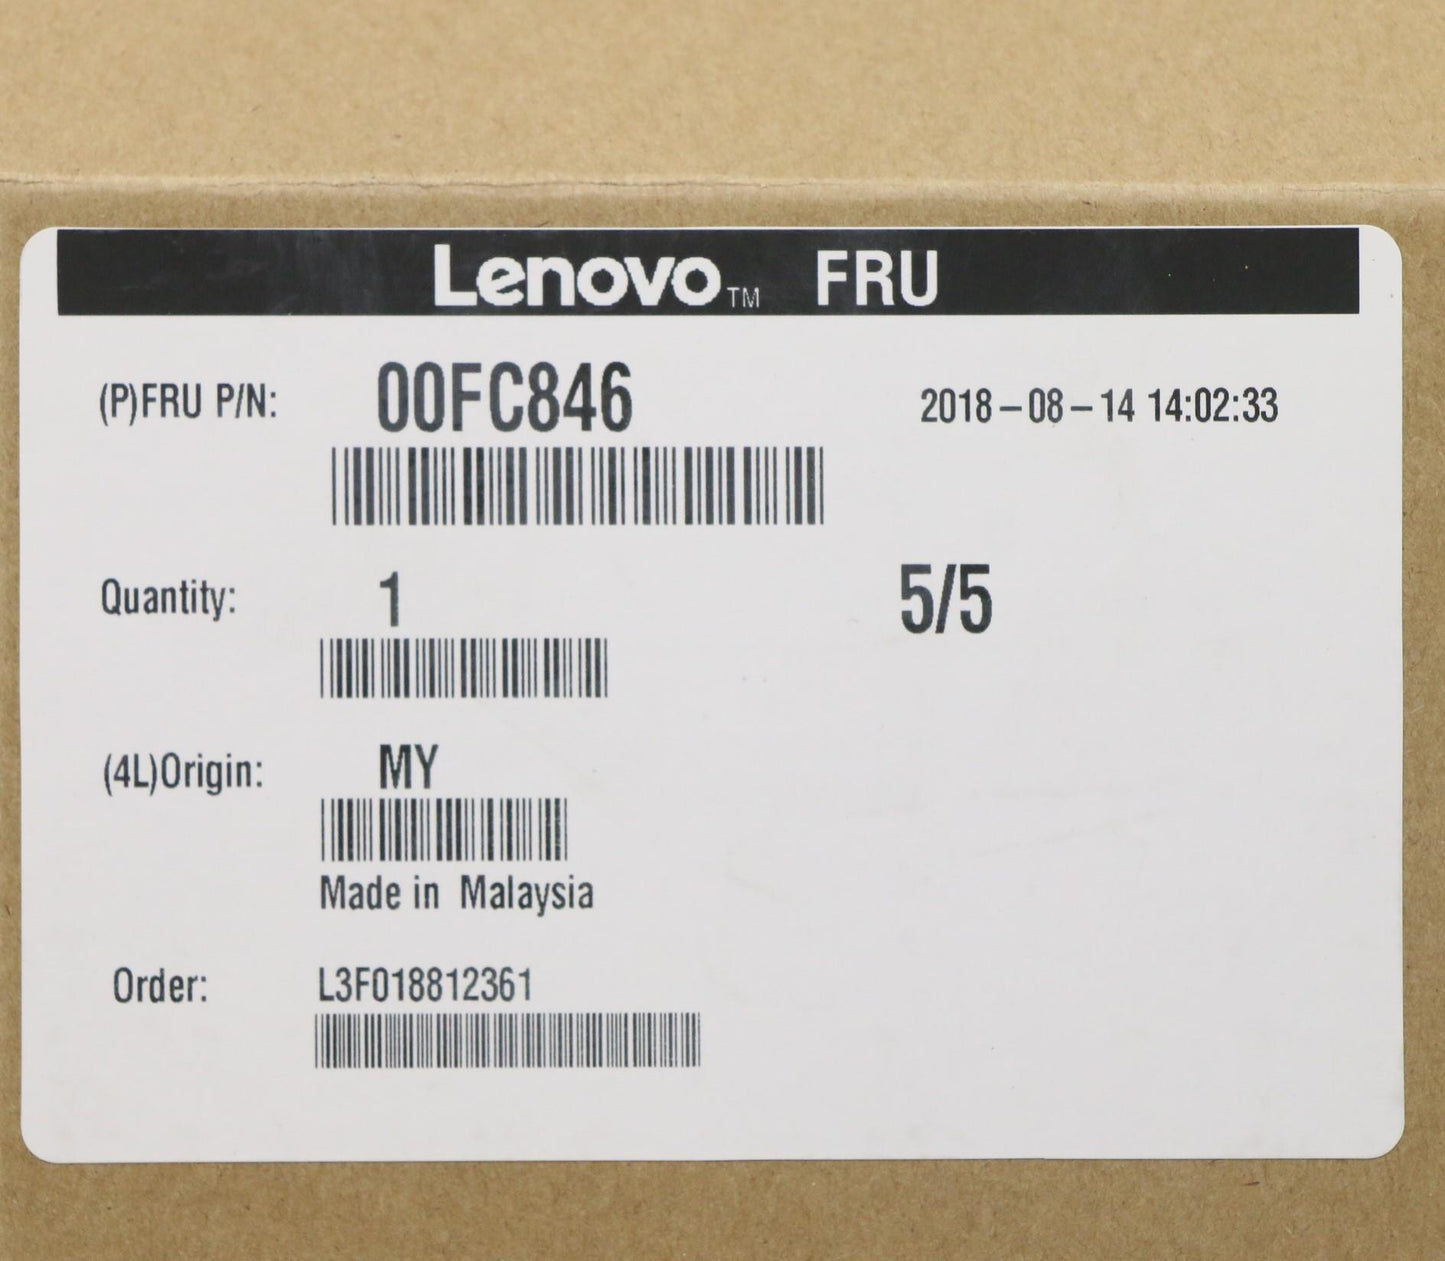 Lenovo™ FRU
(P)FRU P/N: 00FC846 2018-08-14 14:02:33
Quantity: 1 5/5
(4L)Origin: MY
Made in Malaysia
Order: L3F018812361